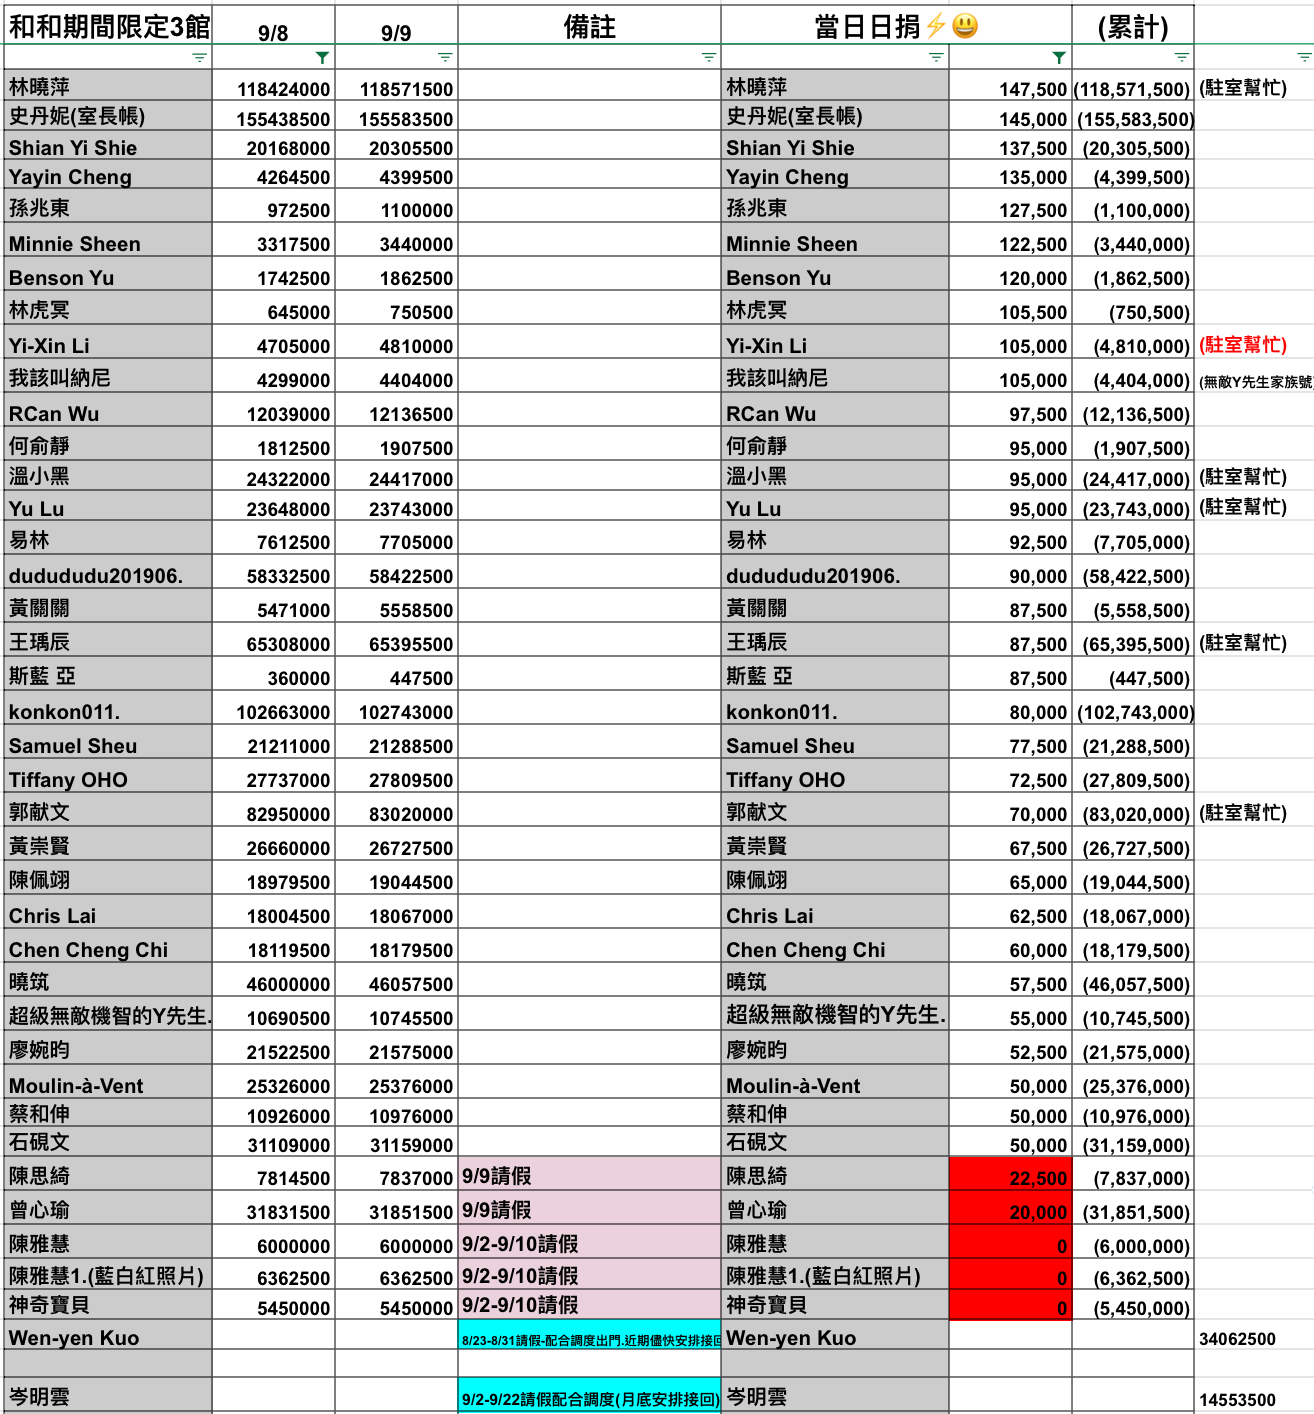 和和期間限定3館 9/8 9/9 備註 當日日捐⚡😃 (累計)
林曉萍 118424000 118571500 林曉萍 147,500 (118,571,500) (駐室幫忙)
史丹妮(室長帳) 155438500 155583500 史丹妮(室長帳) 145,000 (155,583,500)
Shian Yi Shie 20168000 20305500 Shian Yi Shie 137,500 (20,305,500)
Yayin Cheng 4264500 4399500 Yayin Cheng 135,000 (4,399,500)
孫兆東 972500 1100000 孫兆東 127,500 (1,100,000)
Minnie Sheen 3317500 3440000 Minnie Sheen 122,500 (3,440,000)
Benson Yu 1742500 1862500 Benson Yu 120,000 (1,862,500)
林虎冥 645000 750500 林虎冥 105,500 (750,500)
Yi-Xin Li 4705000 4810000 Yi-Xin Li 105,000 (4,810,000) (駐室幫忙)
我該叫納尼 4299000 4404000 我該叫納尼 105,000 (4,404,000) (無敵Y先生家族號)
RCan Wu 12039000 12136500 RCan Wu 97,500 (12,136,500)
何俞靜 1812500 1907500 何俞靜 95,000 (1,907,500)
溫小黑 24322000 24417000 溫小黑 95,000 (24,417,000) (駐室幫忙)
Yu Lu 23648000 23743000 Yu Lu 95,000 (23,743,000) (駐室幫忙)
易林 7612500 7705000 易林 92,500 (7,705,000)
dudududu201906. 58332500 58422500 dudududu201906. 90,000 (58,422,500)
黃關關 5471000 5558500 黃關關 87,500 (5,558,500)
王瑀辰 65308000 65395500 王瑀辰 87,500 (65,395,500) (駐室幫忙)
斯藍 亞 360000 447500 斯藍 亞 87,500 (447,500)
konkon011. 102663000 102743000 konkon011. 80,000 (102,743,000)
Samuel Sheu 21211000 21288500 Samuel Sheu 77,500 (21,288,500)
Tiffany OHO 27737000 27809500 Tiffany OHO 72,500 (27,809,500)
郭献文 82950000 83020000 郭献文 70,000 (83,020,000) (駐室幫忙)
黃崇賢 26660000 26727500 黃崇賢 67,500 (26,727,500)
陳佩翊 18979500 19044500 陳佩翊 65,000 (19,044,500)
Chris Lai 18004500 18067000 Chris Lai 62,500 (18,067,000)
Chen Cheng Chi 18119500 18179500 Chen Cheng Chi 60,000 (18,179,500)
曉筑 46000000 46057500 曉筑 57,500 (46,057,500)
超級無敵機智的Y先生. 10690500 10745500 超級無敵機智的Y先生. 55,000 (10,745,500)
廖婉昀 21522500 21575000 廖婉昀 52,500 (21,575,000)
Moulin-à-Vent 25326000 25376000 Moulin-à-Vent 50,000 (25,376,000)
蔡和伸 10926000 10976000 蔡和伸 50,000 (10,976,000)
石硯文 31109000 31159000 石硯文 50,000 (31,159,000)
陳思綺 7814500 7837000 9/9請假 陳思綺 22,500 (7,837,000)
曾心瑜 31831500 31851500 9/9請假 曾心瑜 20,000 (31,851,500)
陳雅慧 6000000 6000000 9/2-9/10請假 陳雅慧 0 (6,000,000)
陳雅慧1.(藍白紅照片) 6362500 6362500 9/2-9/10請假 陳雅慧1.(藍白紅照片) 0 (6,362,500)
神奇寶貝 5450000 5450000 9/2-9/10請假 神奇寶貝 0 (5,450,000)
Wen-yen Kuo 8/23-8/31請假-配合調度出門.近期儘快安排接回 Wen-yen Kuo 34062500
岑明雲 9/2-9/22請假配合調度(月底安排接回) 岑明雲 14553500